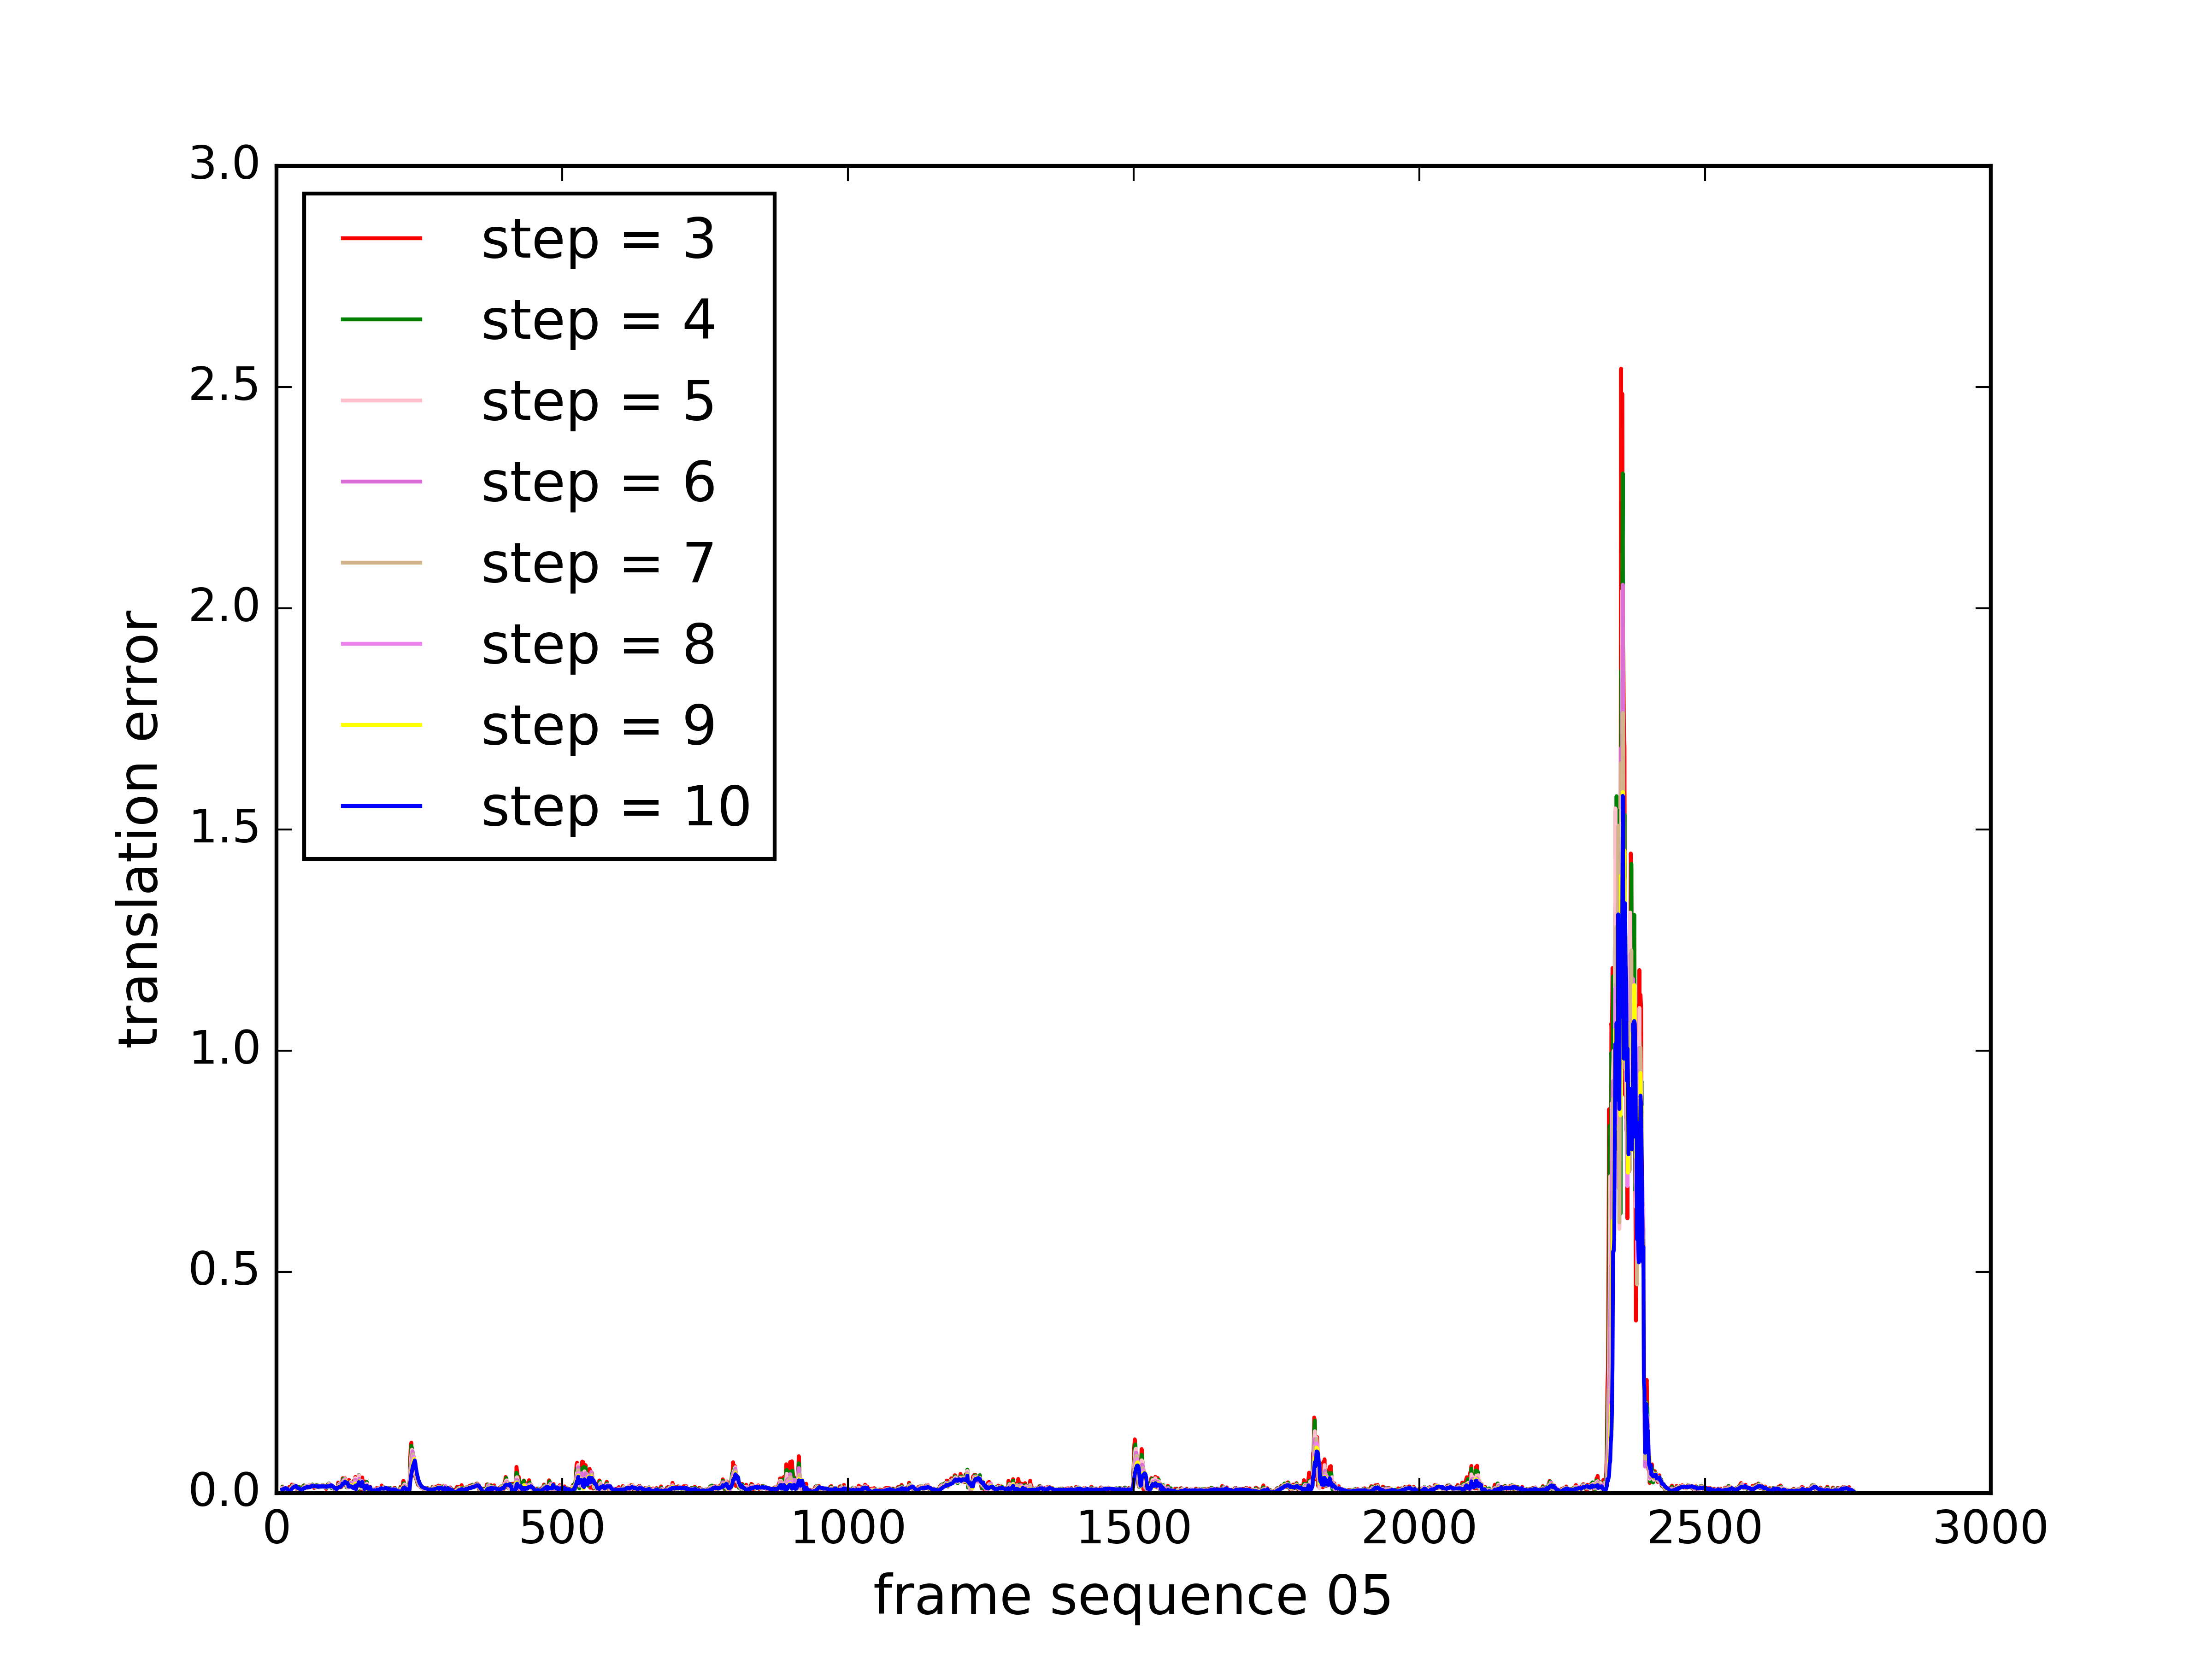 3.0
2.5
2.0
1.5
1.0
0.5
0.0
translation error
step = 3
step = 4
step = 5
step = 6
step = 7
step = 8
step = 9
step = 10
0 500 1000 1500 2000 2500 3000
frame sequence 05